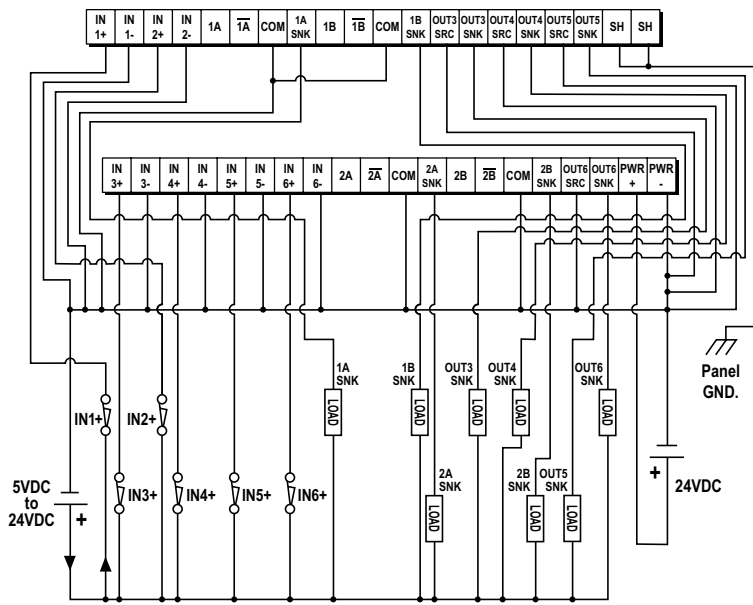 IN 1+ IN 1- IN 2+ IN 2- 1A 1̅A̅ COM 1A SNK 1B 1̅B̅ COM 1B SNK OUT3 SRC OUT3 SNK OUT4 SRC OUT4 SNK OUT5 SRC OUT5 SNK SH SH
IN 3+ IN 3- IN 4+ IN 4- IN 5+ IN 5- IN 6+ IN 6- 2A 2̅A̅ COM 2A SNK 2B 2̅B̅ COM 2B SNK OUT6 SRC OUT6 SNK PWR + PWR -
Panel
GND.
1A
SNK
LOAD
1B
SNK
LOAD
OUT3
SNK
LOAD
OUT4
SNK
LOAD
OUT6
SNK
LOAD
IN1+
IN2+
IN3+
IN4+
IN5+
IN6+
2A
SNK
LOAD
2B
SNK
LOAD
OUT5
SNK
LOAD
5VDC
to
24VDC
+
+
24VDC